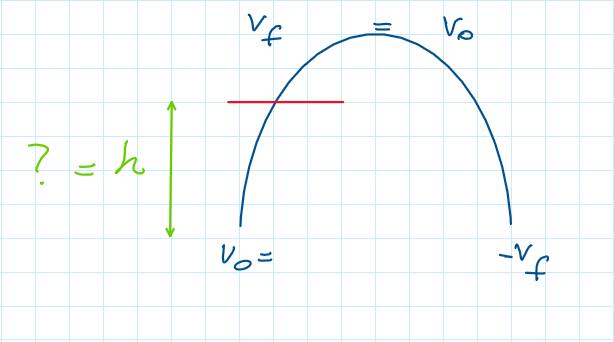 v_f = v_o
? = h
v_o =
-v_f